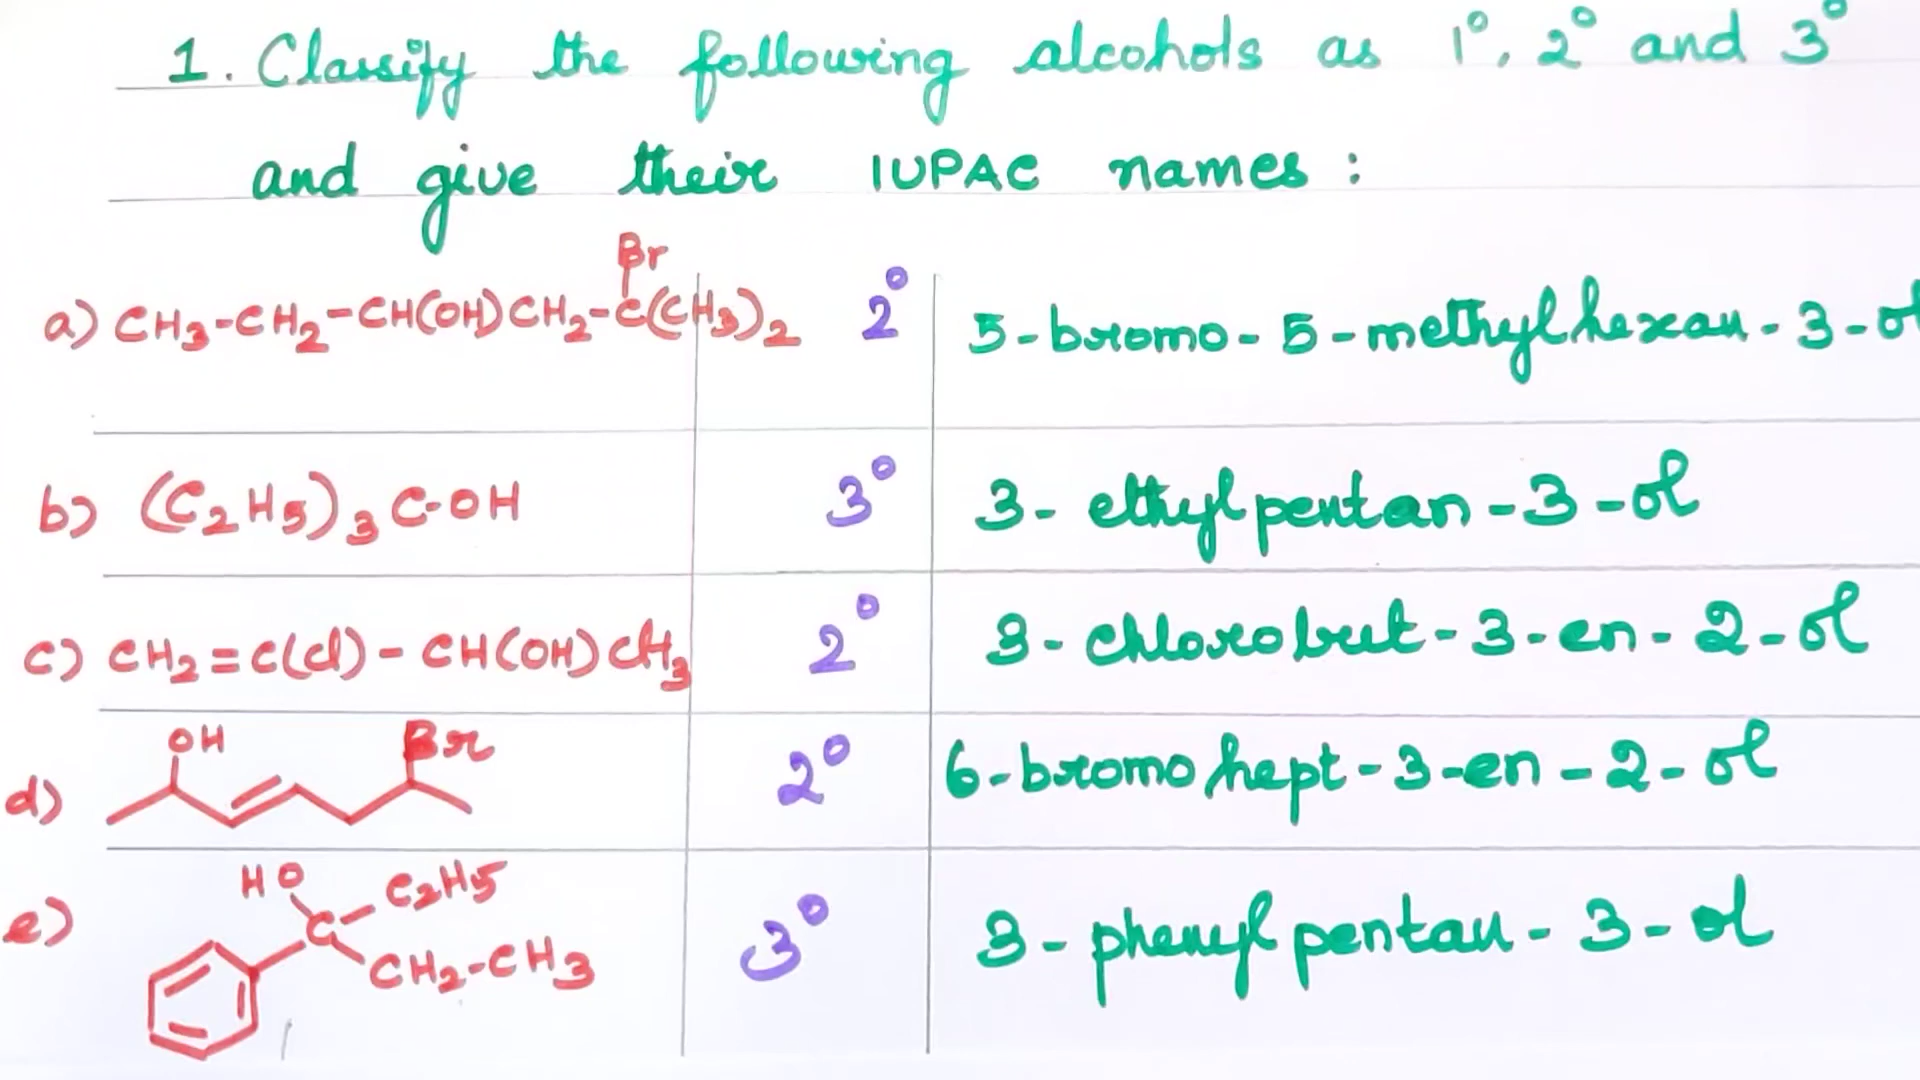 1. Classify the following alcohols as 1°, 2° and 3°
and give their IUPAC names :
Br
a) CH3-CH2-CH(OH)CH2-C(CH3)2 2° 5-bromo-5-methylhexan-3-ol
b) (C2H5)3C-OH 3° 3-ethylpentan-3-ol
c) CH2=C(Cl)-CH(OH)CH3 2° 3-chlorobut-3-en-2-ol
OH Br
d) 2° 6-bromohept-3-en-2-ol
HO C2H5
e) C 3° 3-phenylpentan-3-ol
CH2-CH3